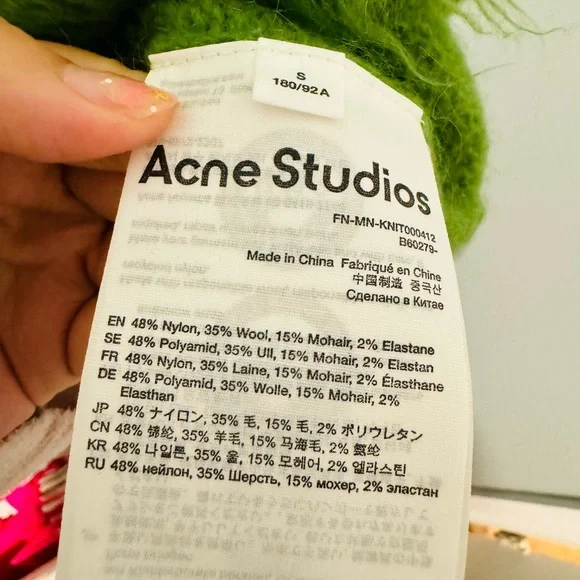 S
180/92A
Acne Studios
FN-MN-KNIT000412
B60279-
Made in China Fabriqué en Chine
中国制造 중국산
Сделано в Китае
EN 48% Nylon, 35% Wool, 15% Mohair, 2% Elastane
SE 48% Polyamid, 35% Ull, 15% Mohair, 2% Elastan
FR 48% Nylon, 35% Laine, 15% Mohair, 2% Élasthane
DE 48% Polyamid, 35% Wolle, 15% Mohair, 2%
Elasthan
JP 48% ナイロン, 35% 毛, 15% 毛, 2% ポリウレタン
CN 48% 锦纶, 35% 羊毛, 15% 马海毛, 2% 氨纶
KR 48% 나일론, 35% 울, 15% 모헤어, 2% 엘라스틴
RU 48% нейлон, 35% Шерсть, 15% мохер, 2% эластан